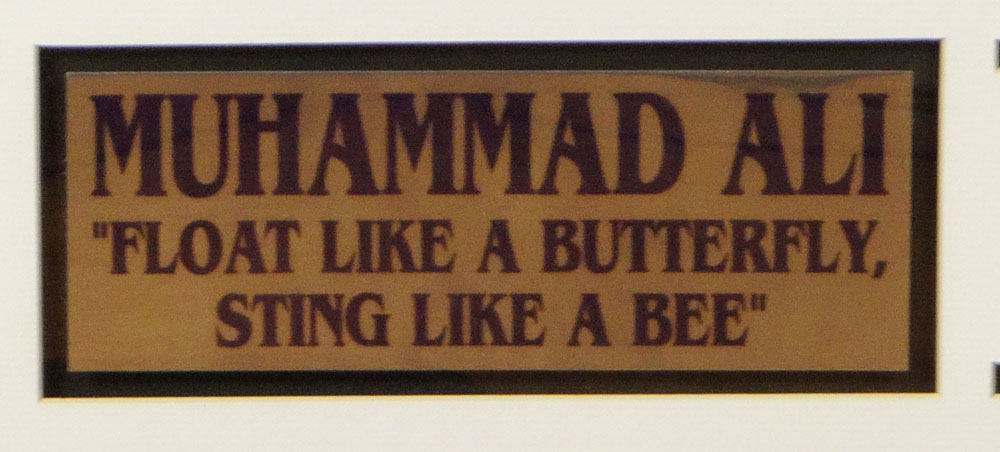 MUHAMMAD ALI
"FLOAT LIKE A BUTTERFLY,
STING LIKE A BEE"